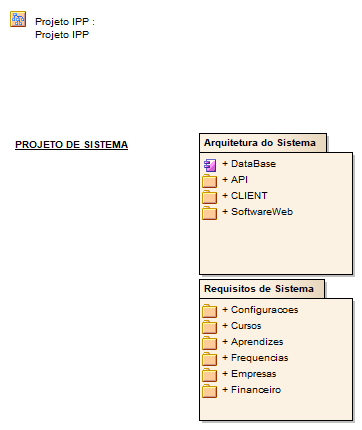 Projeto IPP :
Projeto IPP
PROJETO DE SISTEMA
Arquitetura do Sistema
+ DataBase
+ API
+ CLIENT
+ SoftwareWeb
Requisitos de Sistema
+ Configuracoes
+ Cursos
+ Aprendizes
+ Frequencias
+ Empresas
+ Financeiro